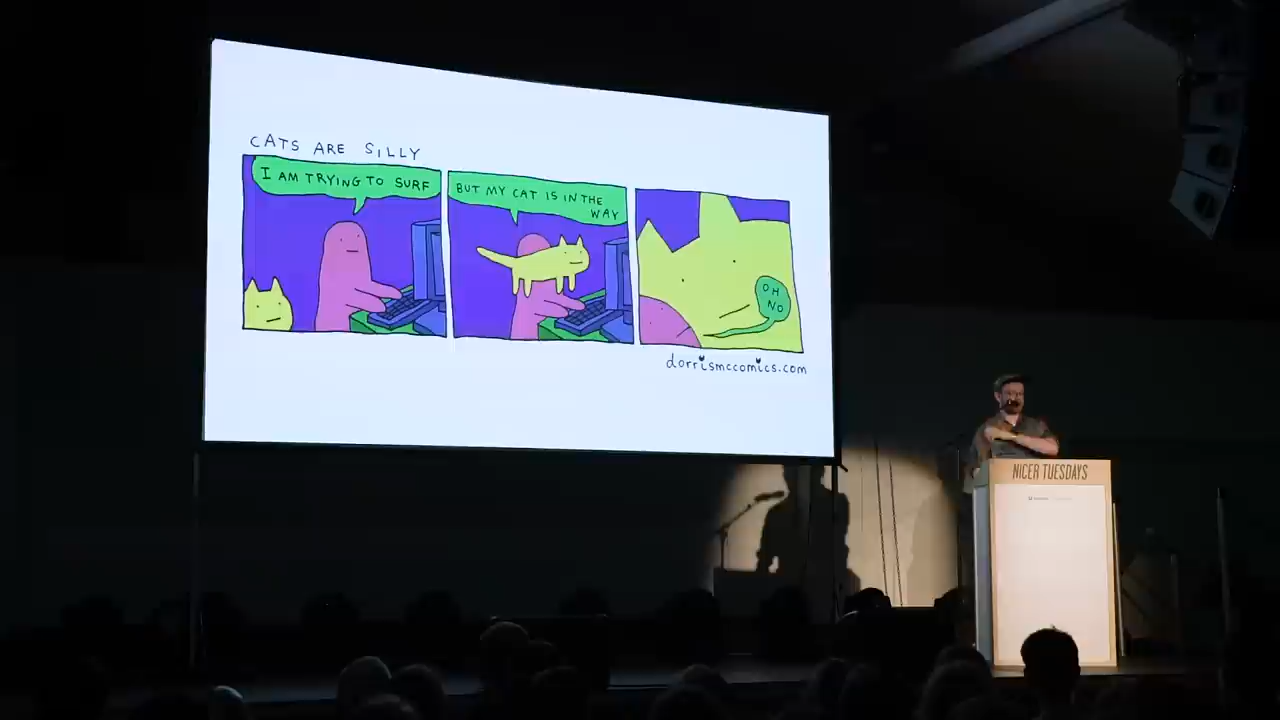 CATS ARE SILLY
I AM TRYING TO SURF
BUT MY CAT IS IN THE
WAY
OH
NO
dorrismccomics.com
NICER TUESDAYS